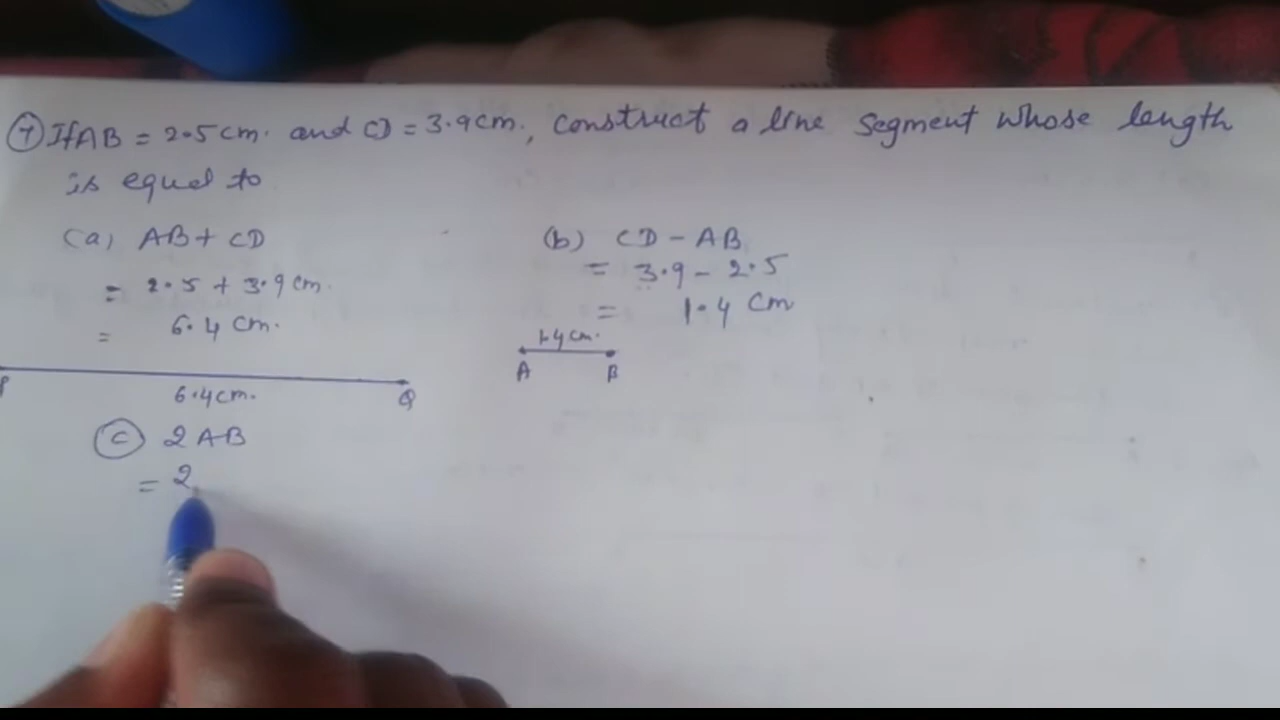 7 If AB = 2.5 cm. and CD = 3.9 cm., construct a line segment whose length
is equal to
(a) AB + CD
= 2.5 + 3.9 cm.
= 6.4 cm.
P Q
6.4 cm.
(b) CD - AB
= 3.9 - 2.5
= 1.4 cm
1.4 cm.
A B
(c) 2 AB
= 2